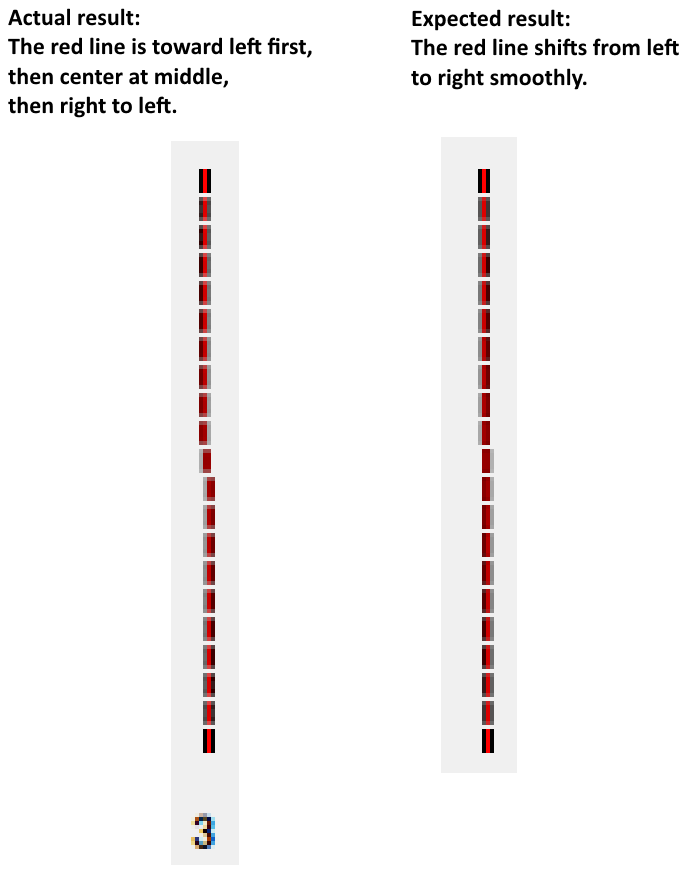 Actual result:
The red line is toward left first,
then center at middle,
then right to left.
Expected result:
The red line shifts from left
to right smoothly.
3